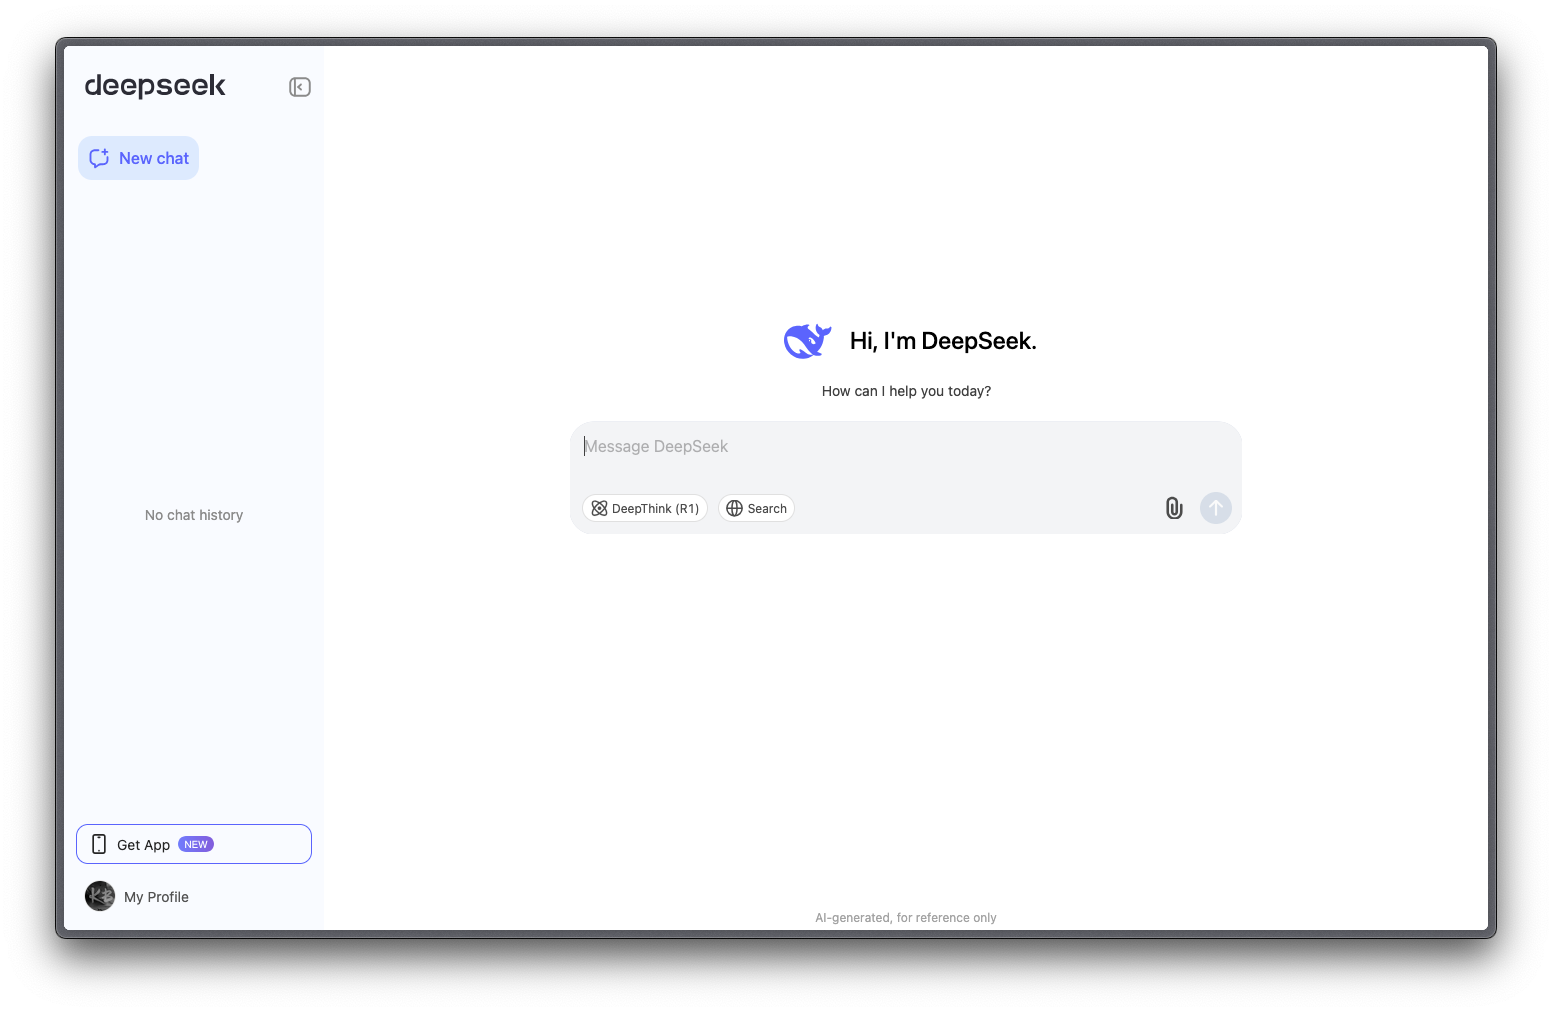 deepseek
New chat
No chat history
Get App NEW
My Profile
Hi, I'm DeepSeek.
How can I help you today?
Message DeepSeek
DeepThink (R1)
Search
AI-generated, for reference only